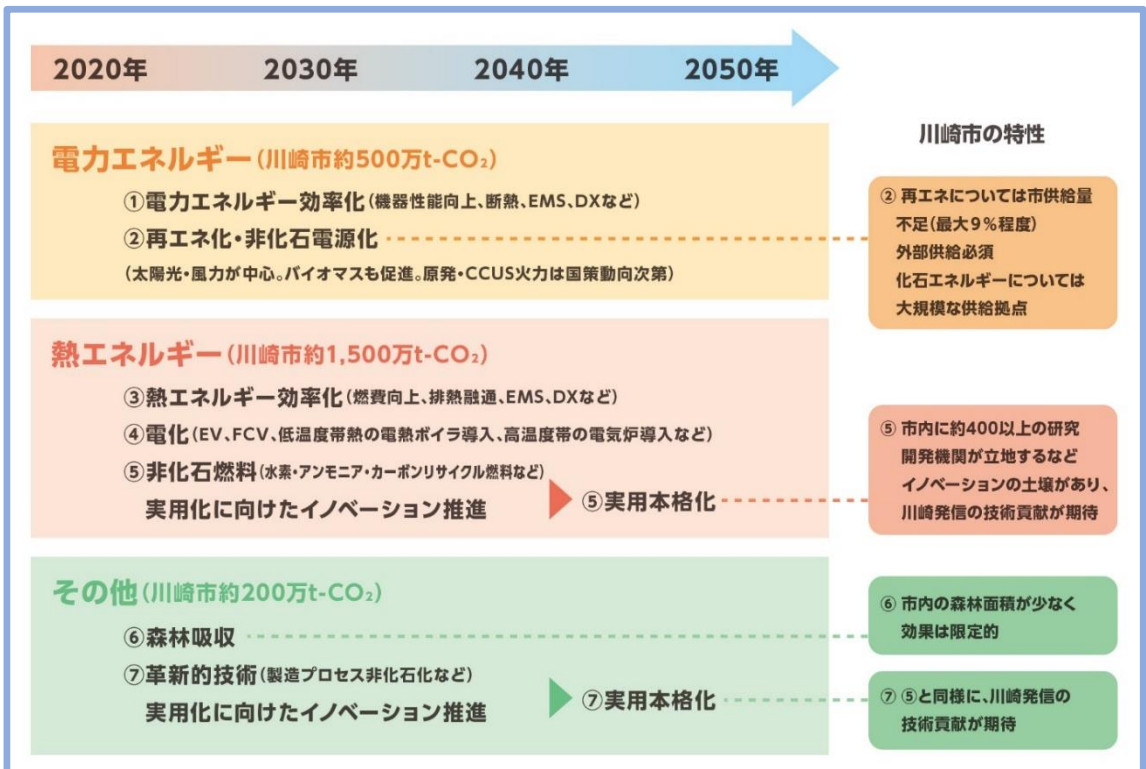 2020年 2030年 2040年 2050年
川崎市の特性
電力エネルギー(川崎市約500万t-CO₂)
①電力エネルギー効率化(機器性能向上、断熱、EMS、DXなど)
②再エネ化・非化石電源化
(太陽光・風力が中心。バイオマスも促進。原発・CCUS火力は国策動向次第)
② 再エネについては市供給量
不足(最大9%程度)
外部供給必須
化石エネルギーについては
大規模な供給拠点
熱エネルギー(川崎市約1,500万t-CO₂)
③熱エネルギー効率化(燃費向上、排熱融通、EMS、DXなど)
④電化(EV、FCV、低温度帯熱の電熱ボイラ導入、高温度帯の電気炉導入など)
⑤非化石燃料(水素・アンモニア・カーボンリサイクル燃料など)
実用化に向けたイノベーション推進
⑤実用本格化
⑤ 市内に約400以上の研究
開発機関が立地するなど
イノベーションの土壌があり、
川崎発信の技術貢献が期待
その他(川崎市約200万t-CO₂)
⑥森林吸収
⑦革新的技術(製造プロセス非化石化など)
実用化に向けたイノベーション推進
⑦実用本格化
⑥ 市内の森林面積が少なく
効果は限定的
⑦ ⑤と同様に、川崎発信の
技術貢献が期待